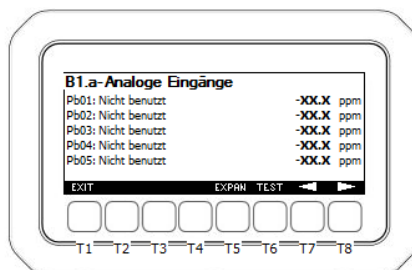 B1.a-Analoge Eingänge
Pb01: Nicht benutzt -XX.X ppm
Pb02: Nicht benutzt -XX.X ppm
Pb03: Nicht benutzt -XX.X ppm
Pb04: Nicht benutzt -XX.X ppm
Pb05: Nicht benutzt -XX.X ppm
EXIT EXPAN TEST
T1 T2 T3 T4 T5 T6 T7 T8